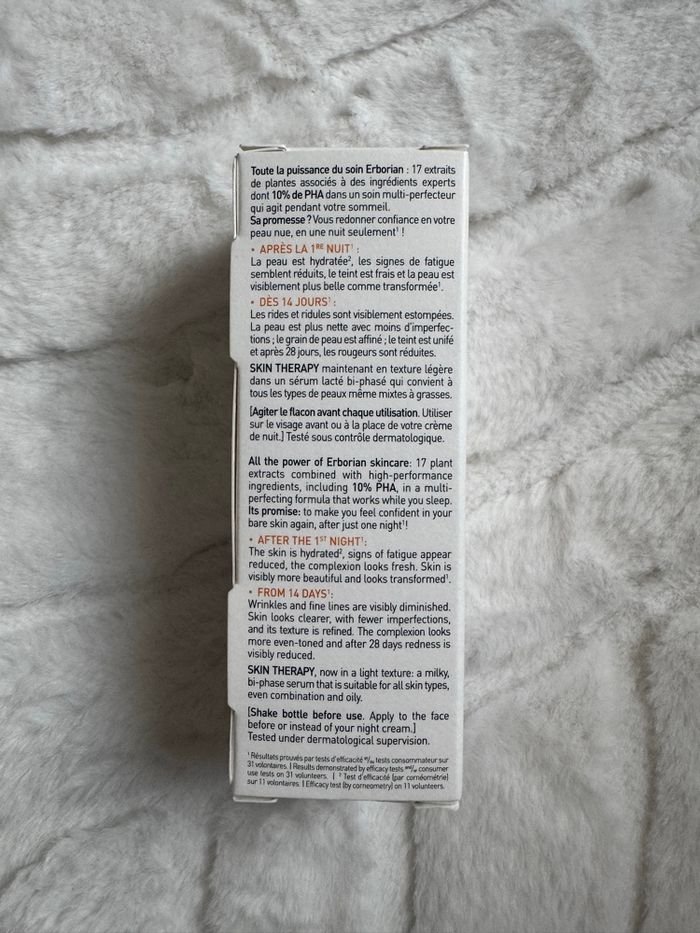 Toute la puissance du soin Erborian : 17 extraits
de plantes associés à des ingrédients experts
dont 10% de PHA dans un soin multi-perfecteur
qui agit pendant votre sommeil.
Sa promesse ? Vous redonner confiance en votre
peau nue, en une nuit seulement¹ !
• APRÈS LA 1RE NUIT¹ :
La peau est hydratée², les signes de fatigue
semblent réduits, le teint est frais et la peau est
visiblement plus belle comme transformée¹.
• DÈS 14 JOURS¹ :
Les rides et ridules sont visiblement estompées.
La peau est plus nette avec moins d'imperfec-
tions ; le grain de peau est affiné ; le teint est unifé
et après 28 jours, les rougeurs sont réduites.
SKIN THERAPY maintenant en texture légère
dans un sérum lacté bi-phasé qui convient à
tous les types de peaux même mixtes à grasses.
[Agiter le flacon avant chaque utilisation. Utiliser
sur le visage avant ou à la place de votre crème
de nuit.] Testé sous contrôle dermatologique.
All the power of Erborian skincare: 17 plant
extracts combined with high-performance
ingredients, including 10% PHA, in a multi-
perfecting formula that works while you sleep.
Its promise: to make you feel confident in your
bare skin again, after just one night¹!
• AFTER THE 1ST NIGHT¹:
The skin is hydrated², signs of fatigue appear
reduced, the complexion looks fresh. Skin is
visibly more beautiful and looks transformed¹.
• FROM 14 DAYS¹:
Wrinkles and fine lines are visibly diminished.
Skin looks clearer, with fewer imperfections,
and its texture is refined. The complexion looks
more even-toned and after 28 days redness is
visibly reduced.
SKIN THERAPY, now in a light texture: a milky,
bi-phase serum that is suitable for all skin types,
even combination and oily.
[Shake bottle before use. Apply to the face
before or instead of your night cream.]
Tested under dermatological supervision.
¹ Résultats prouvés par tests d'efficacité et/ou tests consommateur sur
31 volontaires. | Results demonstrated by efficacy tests and/or consumer
use tests on 31 volunteers. | ² Test d'efficacité (par cornéométrie)
sur 11 volontaires. | Efficacy test (by corneometry) on 11 volunteers.